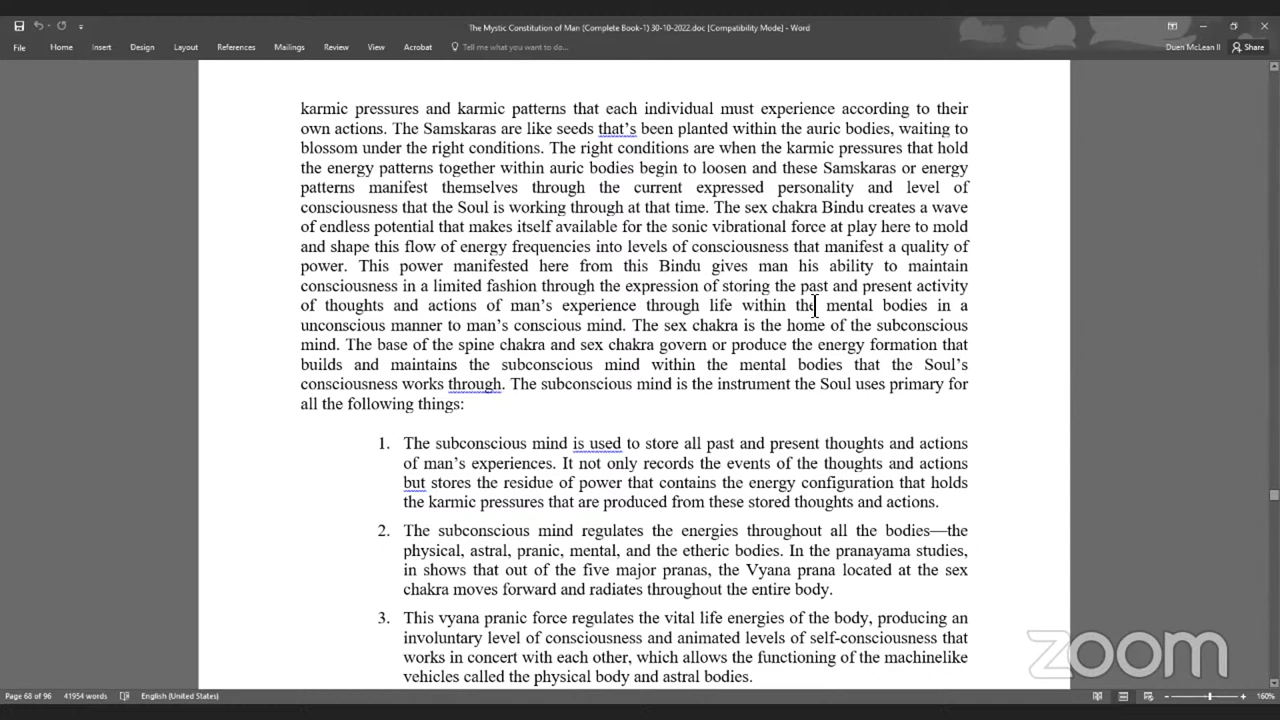 The Mystic Constitution of Man (Complete Book-1) 30-10-2022.doc [Compatibility Mode] - Word
File Home Insert Design Layout References Mailings Review View Acrobat Tell me what you want to do... Duen McLean II Share
karmic pressures and karmic patterns that each individual must experience according to their
own actions. The Samskaras are like seeds that's been planted within the auric bodies, waiting to
blossom under the right conditions. The right conditions are when the karmic pressures that hold
the energy patterns together within auric bodies begin to loosen and these Samskaras or energy
patterns manifest themselves through the current expressed personality and level of
consciousness that the Soul is working through at that time. The sex chakra Bindu creates a wave
of endless potential that makes itself available for the sonic vibrational force at play here to mold
and shape this flow of energy frequencies into levels of consciousness that manifest a quality of
power. This power manifested here from this Bindu gives man his ability to maintain
consciousness in a limited fashion through the expression of storing the past and present activity
of thoughts and actions of man's experience through life within the mental bodies in a
unconscious manner to man's conscious mind. The sex chakra is the home of the subconscious
mind. The base of the spine chakra and sex chakra govern or produce the energy formation that
builds and maintains the subconscious mind within the mental bodies that the Soul's
consciousness works through. The subconscious mind is the instrument the Soul uses primary for
all the following things:
1. The subconscious mind is used to store all past and present thoughts and actions
of man's experiences. It not only records the events of the thoughts and actions
but stores the residue of power that contains the energy configuration that holds
the karmic pressures that are produced from these stored thoughts and actions.
2. The subconscious mind regulates the energies throughout all the bodies—the
physical, astral, pranic, mental, and the etheric bodies. In the pranayama studies,
in shows that out of the five major pranas, the Vyana prana located at the sex
chakra moves forward and radiates throughout the entire body.
3. This vyana pranic force regulates the vital life energies of the body, producing an
involuntary level of consciousness and animated levels of self-consciousness that
works in concert with each other, which allows the functioning of the machinelike
vehicles called the physical body and astral bodies.
zoom
Page 68 of 96 41954 words English (United States) 160%